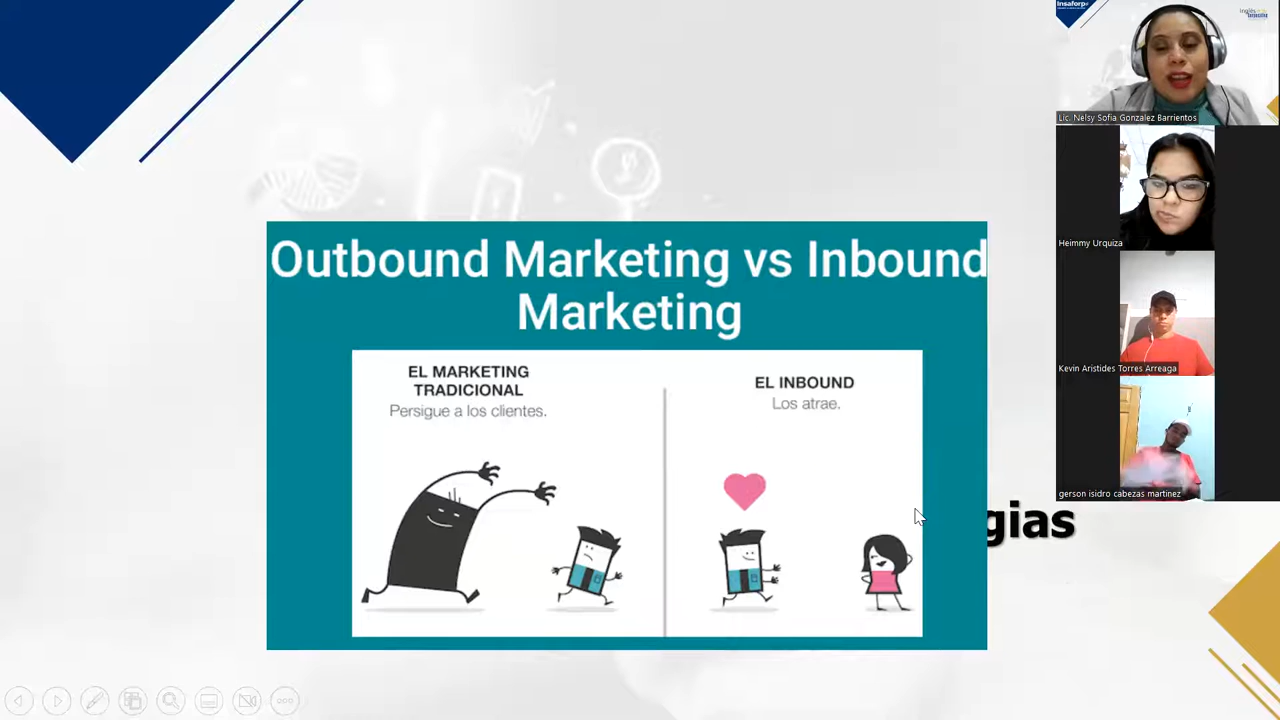 Outbound Marketing vs Inbound
Marketing
EL MARKETING
TRADICIONAL
Persigue a los clientes.
EL INBOUND
Los atrae.
gias
Insaforp
Lic. Nelsy Sofia Gonzalez Barrientos
Heimmy Urquiza
Kevin Aristides Torres Arreaga
gerson isidro cabezas martinez